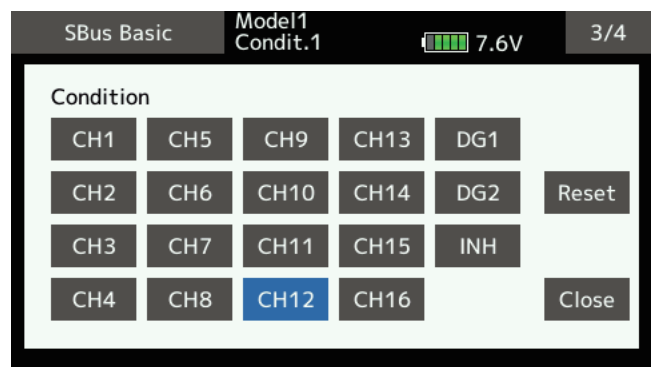 SBus Basic
Model1
Condit.1
7.6V
3/4
Condition
CH1 CH5 CH9 CH13 DG1
CH2 CH6 CH10 CH14 DG2 Reset
CH3 CH7 CH11 CH15 INH
CH4 CH8 CH12 CH16 Close